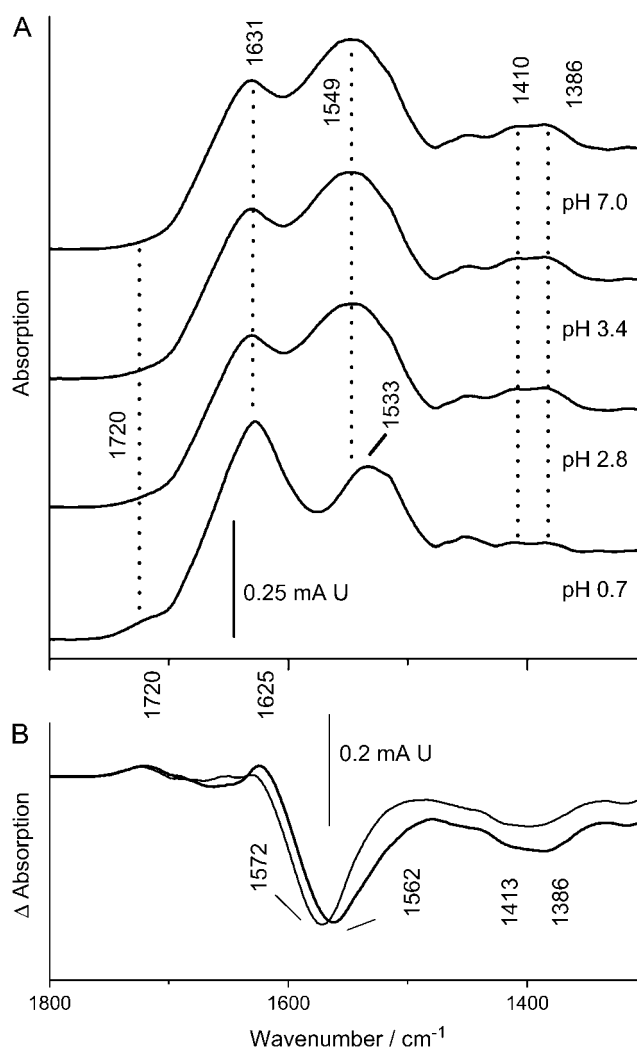 A
1631
1549
1410
1386
pH 7.0
Absorption
pH 3.4
1720
1533
pH 2.8
0.25 mA U
pH 0.7
1720
1625
B
0.2 mA U
Δ Absorption
1572
1562
1413
1386
1800
1600
1400
Wavenumber / cm⁻¹